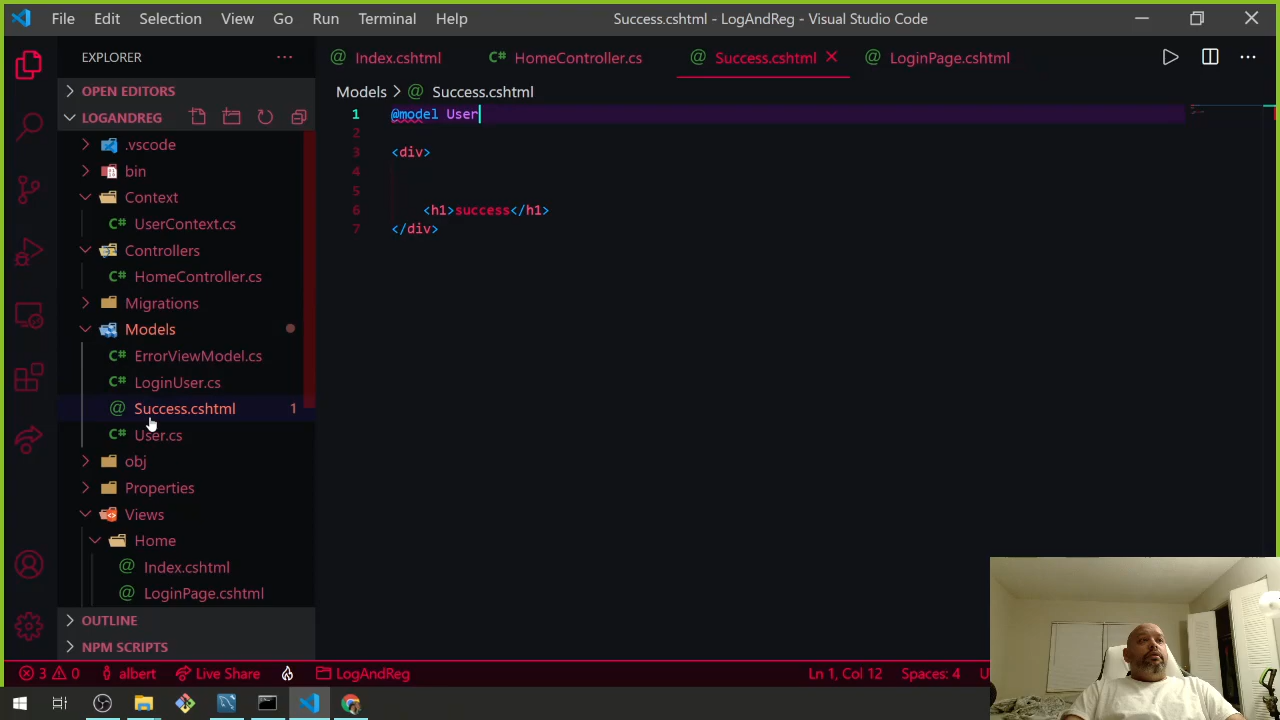 File Edit Selection View Go Run Terminal Help
Success.cshtml - LogAndReg - Visual Studio Code
EXPLORER
Index.cshtml
HomeController.cs
Success.cshtml
LoginPage.cshtml
OPEN EDITORS
LOGANDREG
.vscode
bin
Context
UserContext.cs
Controllers
HomeController.cs
Migrations
Models
ErrorViewModel.cs
LoginUser.cs
Success.cshtml 1
User.cs
obj
Properties
Views
Home
Index.cshtml
LoginPage.cshtml
OUTLINE
NPM SCRIPTS
Models > Success.cshtml
1 @model User
2
3 <div>
4
5
6 <h1>success</h1>
7 </div>
3 0 albert Live Share LogAndReg Ln 1, Col 12 Spaces: 4 U